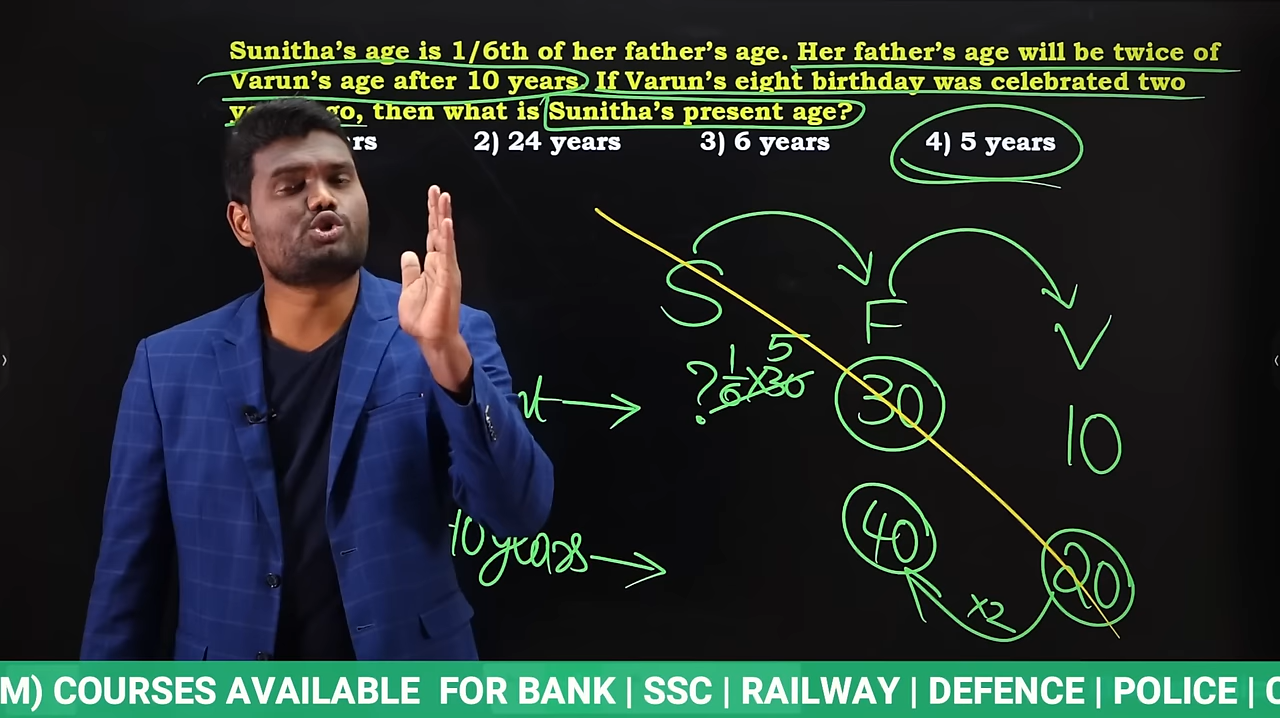 Sunitha's age is 1/6th of her father's age. Her father's age will be twice of
Varun's age after 10 years. If Varun's eight birthday was celebrated two
go, then what is Sunitha's present age?
2) 24 years 3) 6 years 4) 5 years
S F V
? 1/6 x 30 5 30 10
10 years 40 20
x2
M) COURSES AVAILABLE FOR BANK | SSC | RAILWAY | DEFENCE | POLICE |